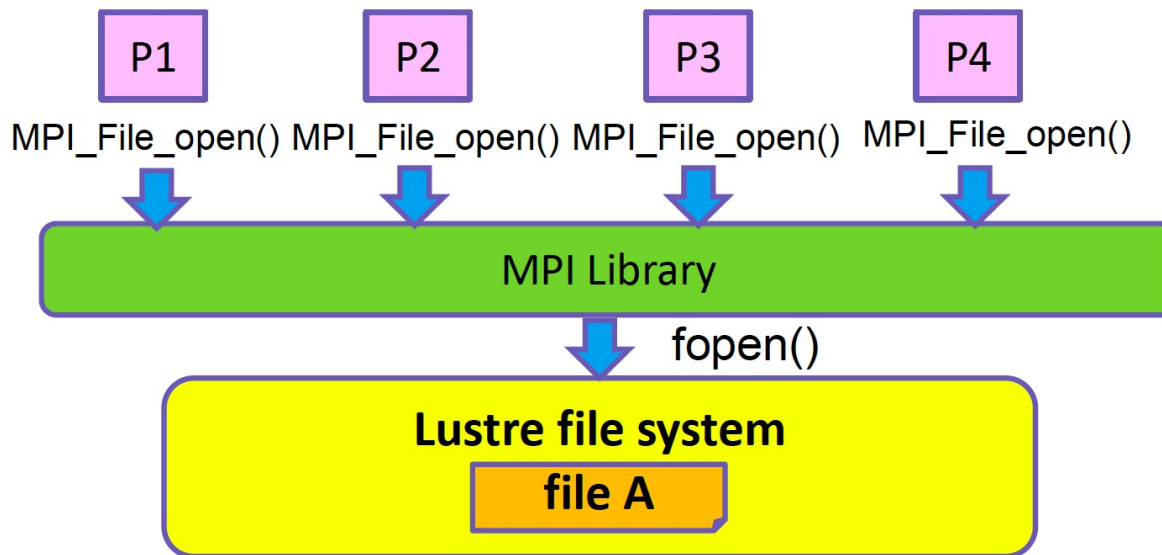 P1 P2 P3 P4
MPI_File_open() MPI_File_open() MPI_File_open() MPI_File_open()
MPI Library
fopen()
Lustre file system
file A